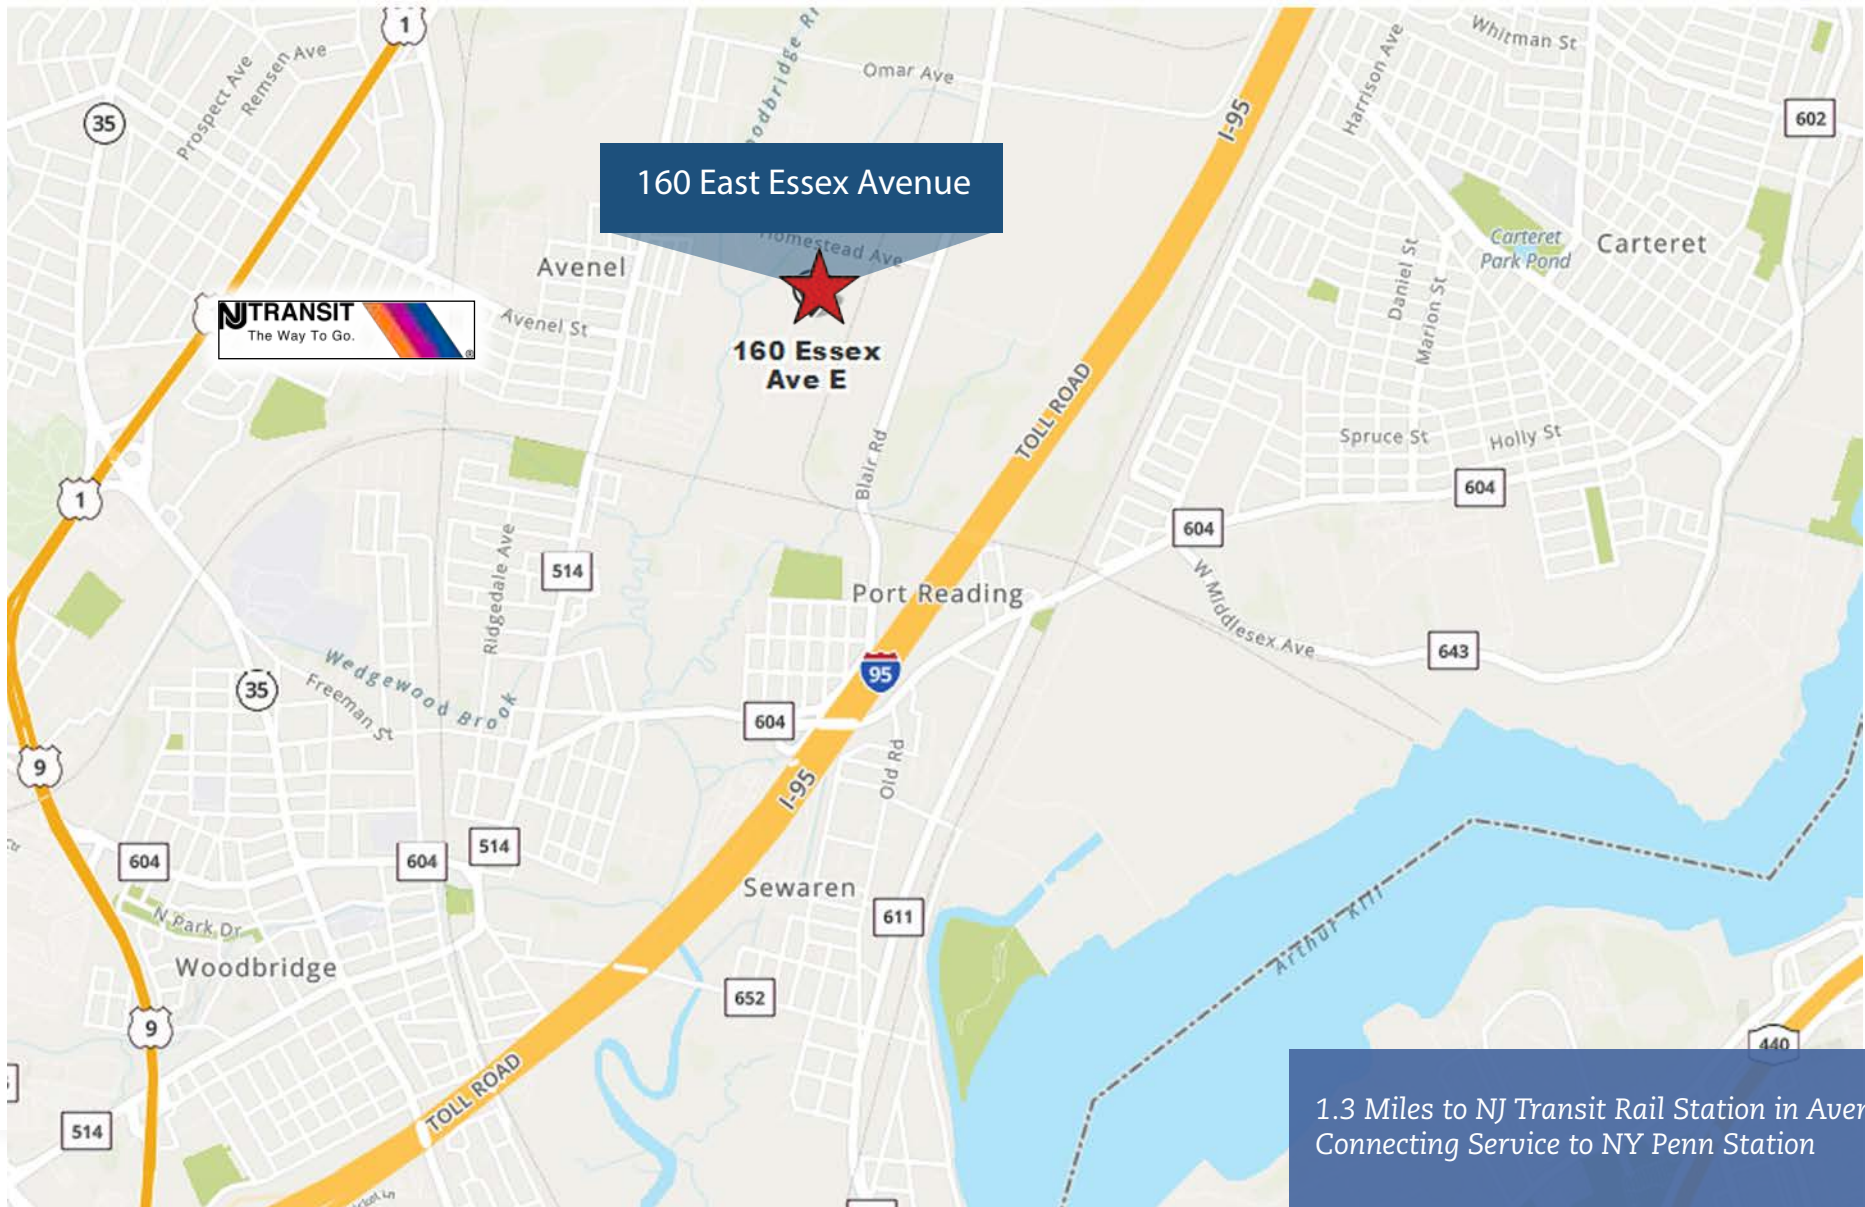 1
Whitman St
Prospect Ave
Remsen Ave
Omar Ave
Harrison Ave
35
I-95
602
160 East Essex Avenue
Homestead Ave
Avenel
Carteret
Park Pond
Carteret
Daniel St
Marion St
NJ TRANSIT
The Way To Go.
®
Avenel St
160 Essex
Ave E
TOLL ROAD
Blair Rd
Spruce St
Holly St
604
1
604
Ridgedale Ave
514
Port Reading
W Middlesex Ave
643
95
Wedgewood Brook
35
Freeman St
604
9
Old Rd
I-95
604
604
514
Sewaren
611
N Park Dr
Woodbridge
Arthur Kill
652
9
440
TOLL ROAD
514
1.3 Miles to NJ Transit Rail Station in
Connecting Service to NY Penn Station